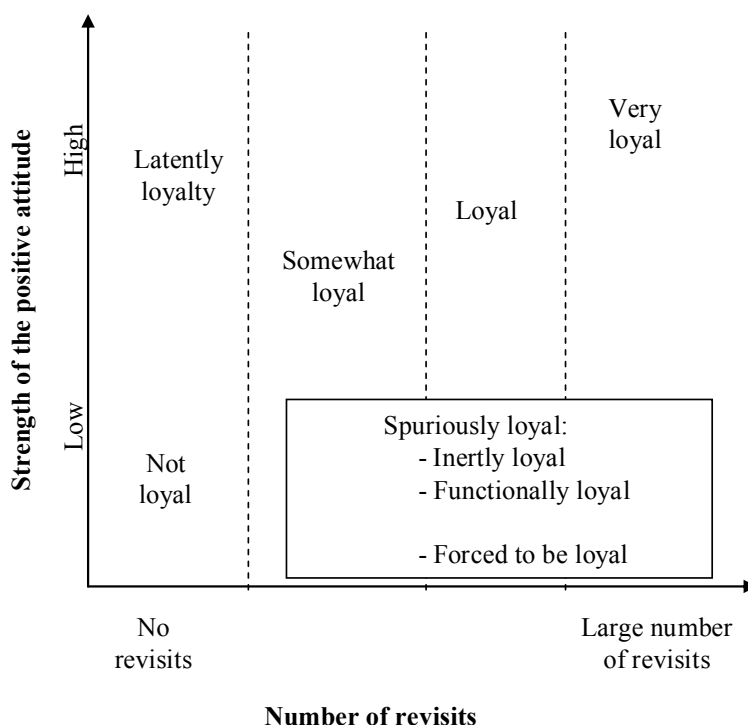 Strength of the positive attitude
High
Low
Latently
loyalty
Somewhat
loyal
Loyal
Very
loyal
Not
loyal
Spuriously loyal:
- Inertly loyal
- Functionally loyal
- Forced to be loyal
No
revisits
Large number
of revisits
Number of revisits